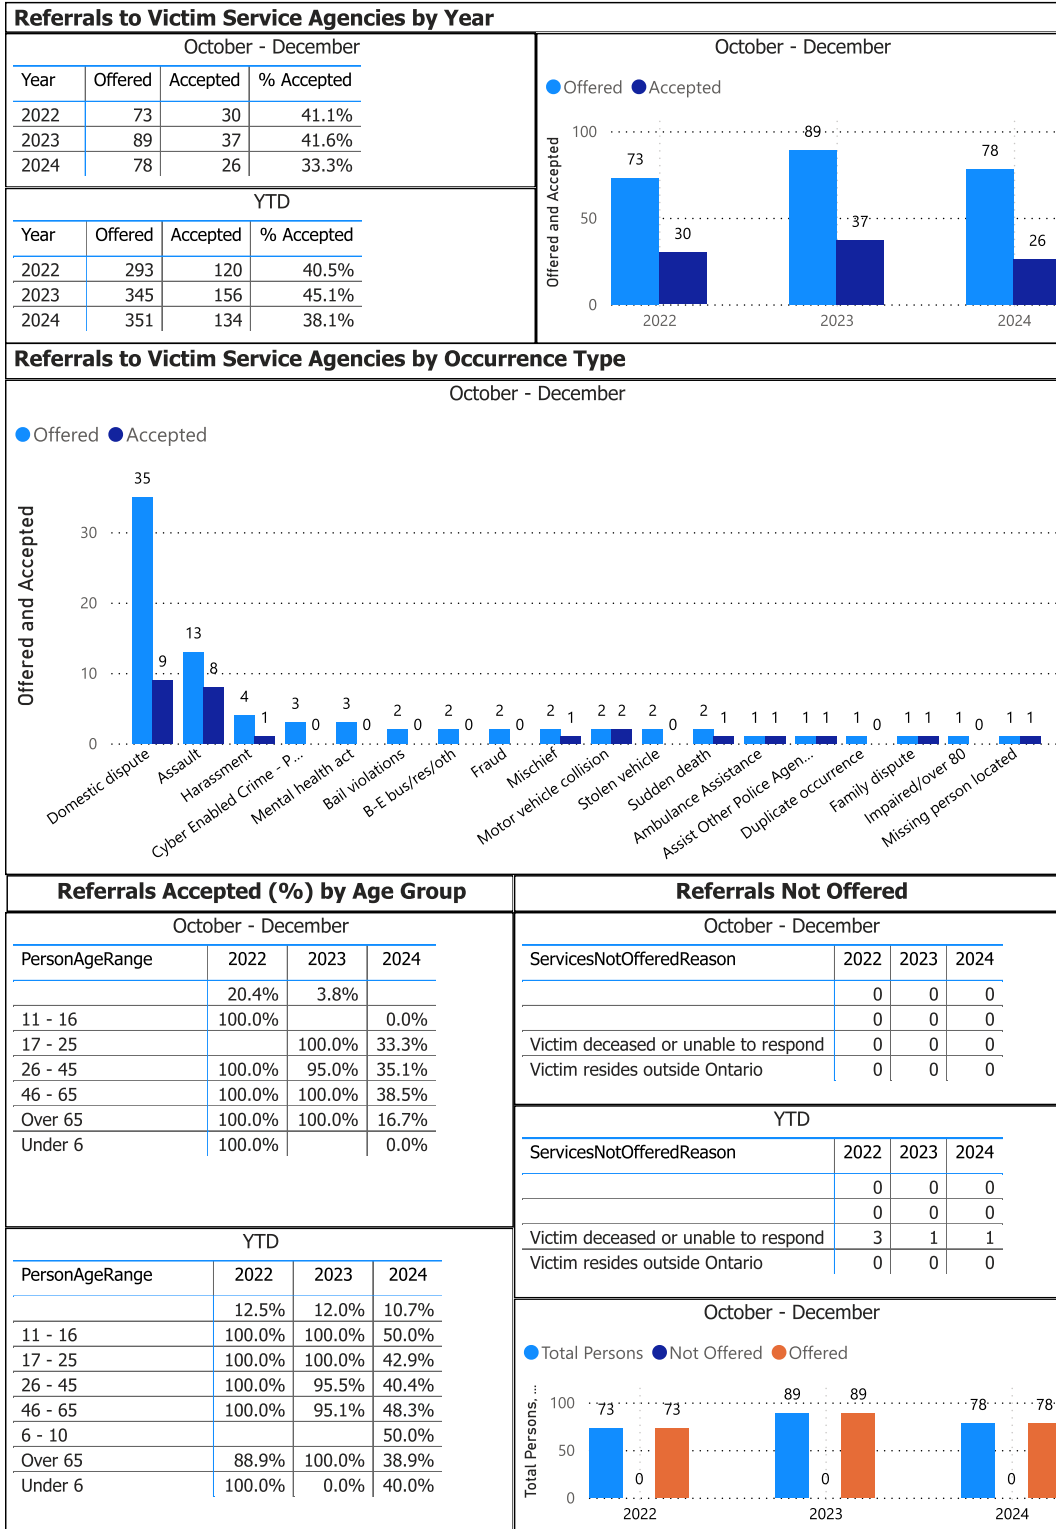 Referrals to Victim Service Agencies by Year
October - December
Year Offered Accepted % Accepted
2022 73 30 41.1%
2023 89 37 41.6%
2024 78 26 33.3%
YTD
Year Offered Accepted % Accepted
2022 293 120 40.5%
2023 345 156 45.1%
2024 351 134 38.1%
October - December
Offered Accepted
Offered and Accepted
100
50
0
73 30 89 37 78 26
2022 2023 2024
Referrals to Victim Service Agencies by Occurrence Type
October - December
Offered Accepted
Offered and Accepted
30
20
10
0
35 9 13 8 4 1 3 0 3 0 2 0 2 0 2 0 2 1 2 2 2 0 2 1 1 1 1 1 1 0 1 1 1 0 1 1
Domestic dispute
Assault
Harassment
Cyber Enabled Crime - P...
Mental health act
Bail violations
B-E bus/res/oth
Fraud
Mischief
Motor vehicle collision
Stolen vehicle
Sudden death
Ambulance Assistance
Assist Other Police Agen...
Duplicate occurrence
Family dispute
Impaired/over 80
Missing person located
Referrals Accepted (%) by Age Group
October - December
PersonAgeRange 2022 2023 2024
20.4% 3.8%
11 - 16 100.0% 0.0%
17 - 25 100.0% 33.3%
26 - 45 100.0% 95.0% 35.1%
46 - 65 100.0% 100.0% 38.5%
Over 65 100.0% 100.0% 16.7%
Under 6 100.0% 0.0%
YTD
PersonAgeRange 2022 2023 2024
12.5% 12.0% 10.7%
11 - 16 100.0% 100.0% 50.0%
17 - 25 100.0% 100.0% 42.9%
26 - 45 100.0% 95.5% 40.4%
46 - 65 100.0% 95.1% 48.3%
6 - 10 50.0%
Over 65 88.9% 100.0% 38.9%
Under 6 100.0% 0.0% 40.0%
Referrals Not Offered
October - December
ServicesNotOfferedReason 2022 2023 2024
0 0 0
0 0 0
Victim deceased or unable to respond 0 0 0
Victim resides outside Ontario 0 0 0
YTD
ServicesNotOfferedReason 2022 2023 2024
0 0 0
0 0 0
Victim deceased or unable to respond 3 1 1
Victim resides outside Ontario 0 0 0
October - December
Total Persons Not Offered Offered
Total Persons, ...
100
50
0
73 0 73 89 0 89 78 0 78
2022 2023 2024